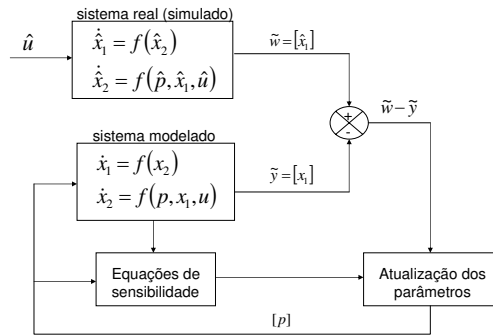 sistema real (simulado)
û
ẋ̂₁ = f(x̂₂)
ẋ̂₂ = f(p̂, x̂₁, û)
w̃ = [x̂₁]
+
-
w̃ − ỹ
sistema modelado
ẋ₁ = f(x₂)
ẋ₂ = f(p, x₁, u)
ỹ = [x₁]
Equações de
sensibilidade
Atualização dos
parâmetros
[p]